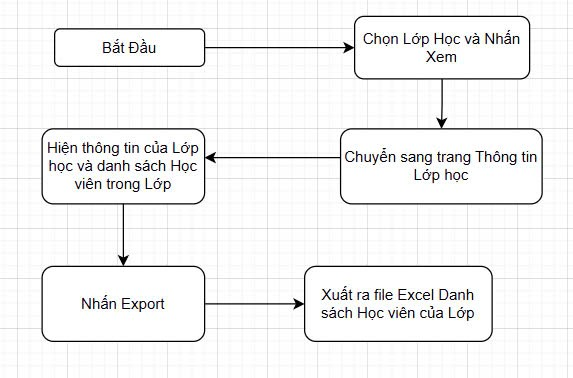 Bắt Đầu
Chọn Lớp Học và Nhấn
Xem
Chuyển sang trang Thông tin
Lớp học
Hiện thông tin của Lớp
học và danh sách Học
viên trong Lớp
Nhấn Export
Xuất ra file Excel Danh
sách Học viên của Lớp